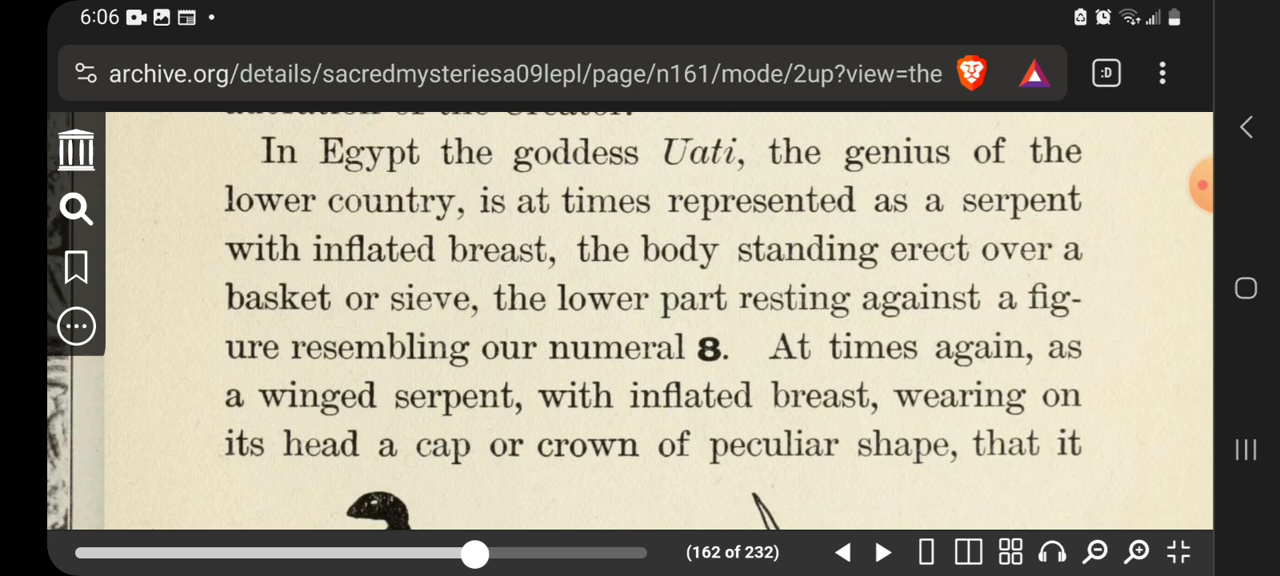 6:06
archive.org/details/sacredmysteriesa09lepl/page/n161/mode/2up?view=the
:D
In Egypt the goddess Uati, the genius of the
lower country, is at times represented as a serpent
with inflated breast, the body standing erect over a
basket or sieve, the lower part resting against a fig-
ure resembling our numeral 8. At times again, as
a winged serpent, with inflated breast, wearing on
its head a cap or crown of peculiar shape, that it
(162 of 232)